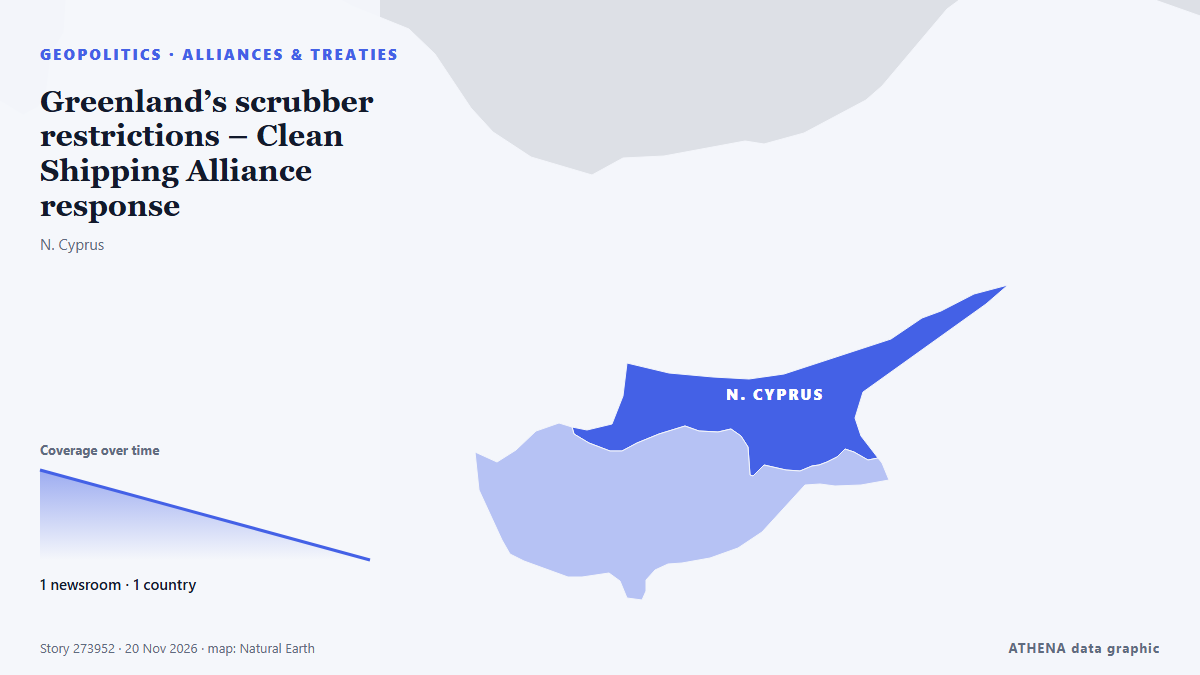 GEOPOLITICS · ALLIANCES & TREATIES
Greenland’s scrubber
restrictions — Clean
Shipping Alliance
response
N. Cyprus
N. CYPRUS
Coverage over time
1 newsroom · 1 country
Story 273952 · 20 Nov 2026 · map: Natural Earth
ATHENA data graphic